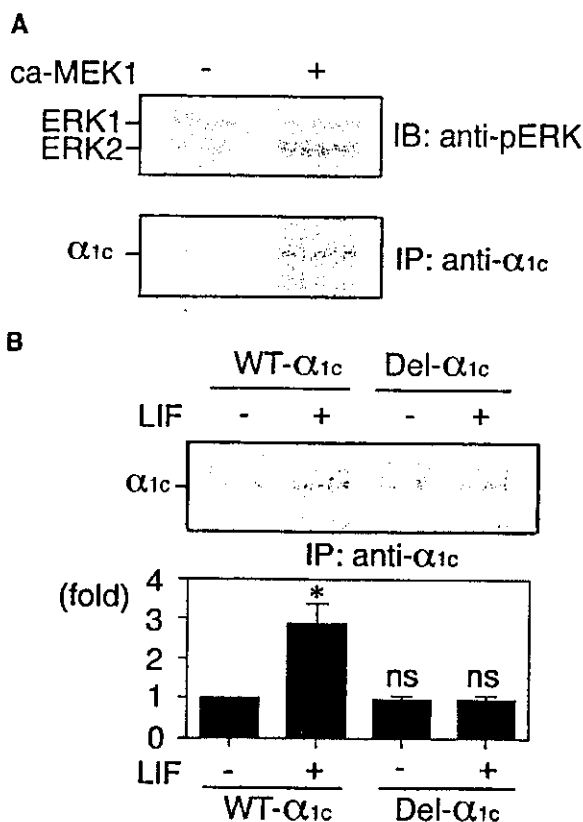 A
ca-MEK1 - +
ERK1
ERK2
IB: anti-pERK
α1c
IP: anti-α1c
B
WT-α1c Del-α1c
LIF - + - +
α1c
IP: anti-α1c
(fold)
4
3
2
1
0
* ns ns
LIF - + - +
WT-α1c Del-α1c